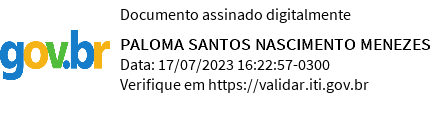 gov.br
Documento assinado digitalmente
PALOMA SANTOS NASCIMENTO MENEZES
Data: 17/07/2023 16:22:57-0300
Verifique em https://validar.iti.gov.br